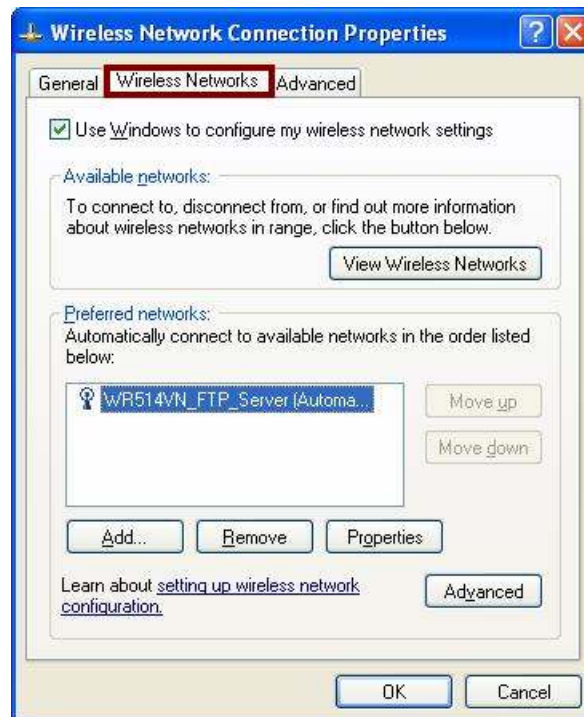 Wireless Network Connection Properties
General Wireless Networks Advanced
Use Windows to configure my wireless network settings
Available networks:
To connect to, disconnect from, or find out more information
about wireless networks in range, click the button below.
View Wireless Networks
Preferred networks:
Automatically connect to available networks in the order listed
below:
WR514VN_FTP_Server (Automa...
Move up
Move down
Add... Remove Properties
Learn about setting up wireless network
configuration.
Advanced
OK Cancel